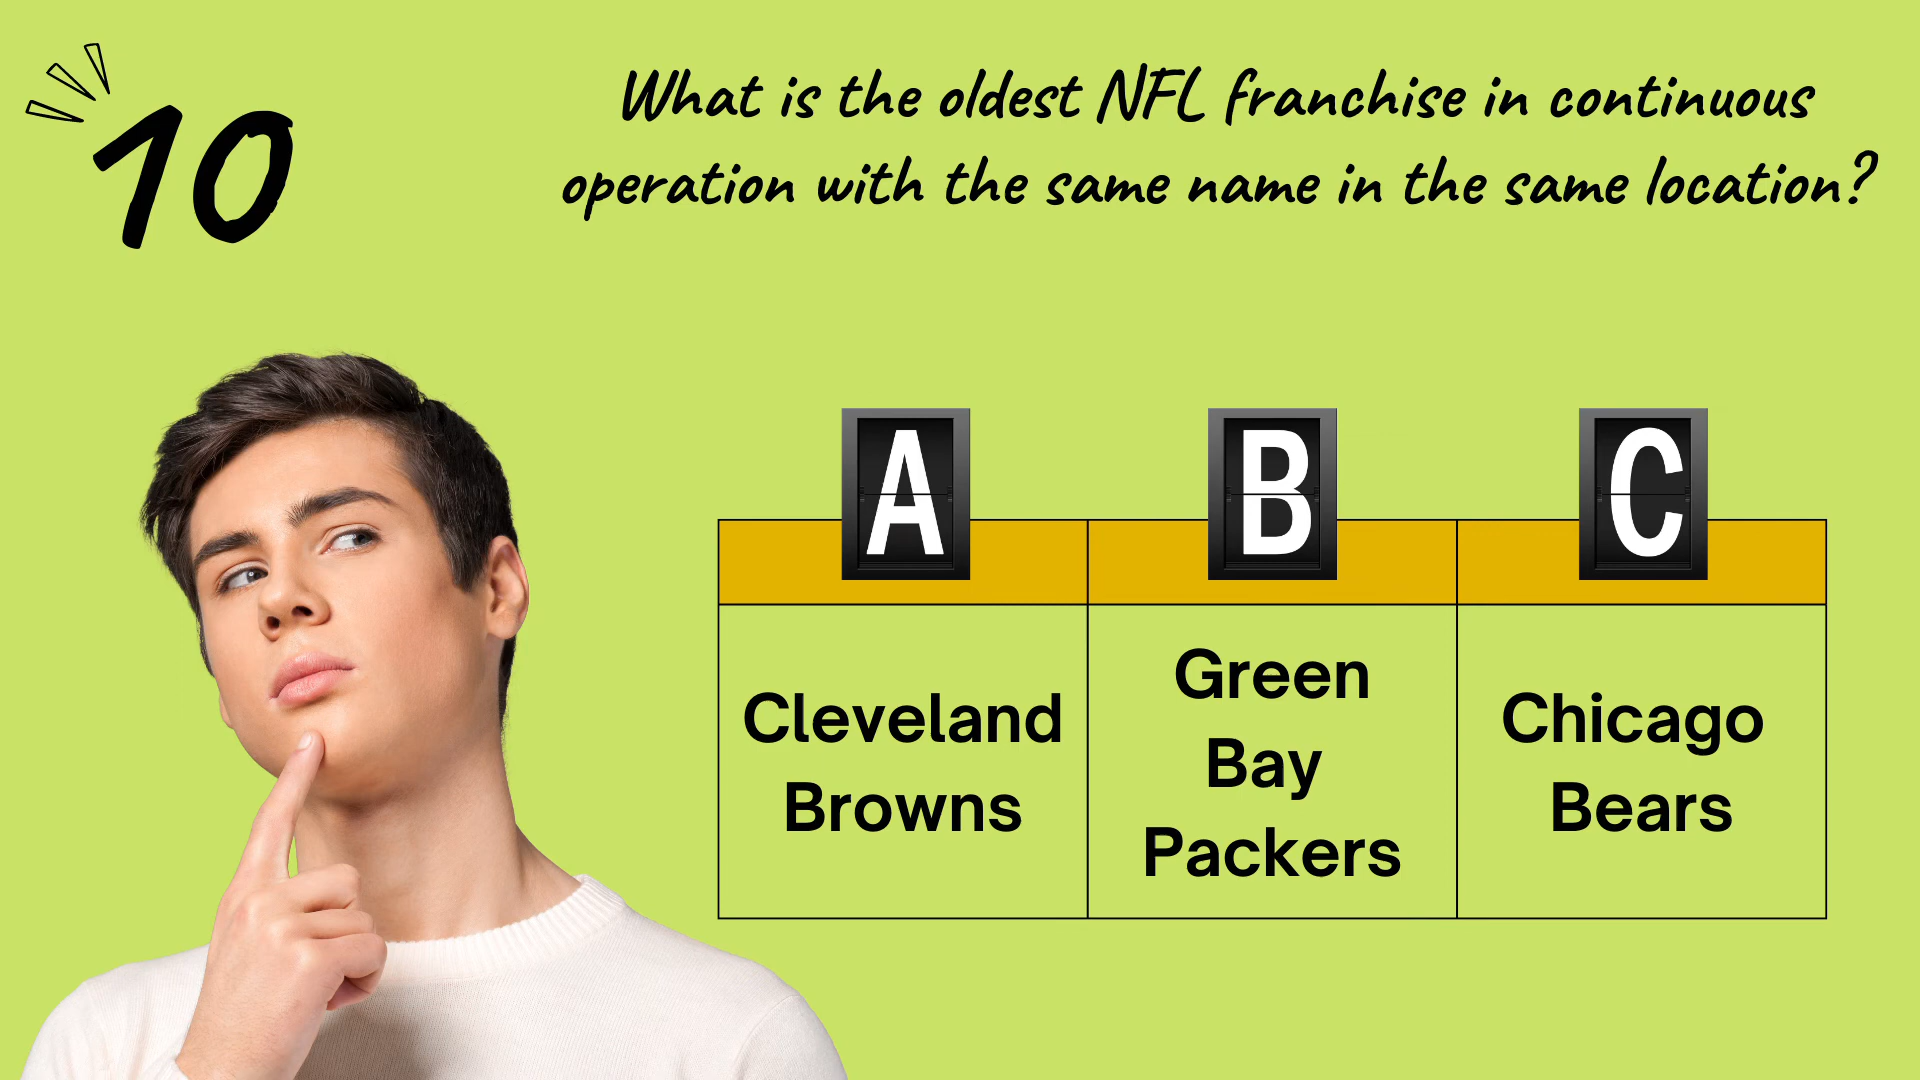 10
What is the oldest NFL franchise in continuous
operation with the same name in the same location?
A
B
C
Cleveland
Browns
Green
Bay
Packers
Chicago
Bears